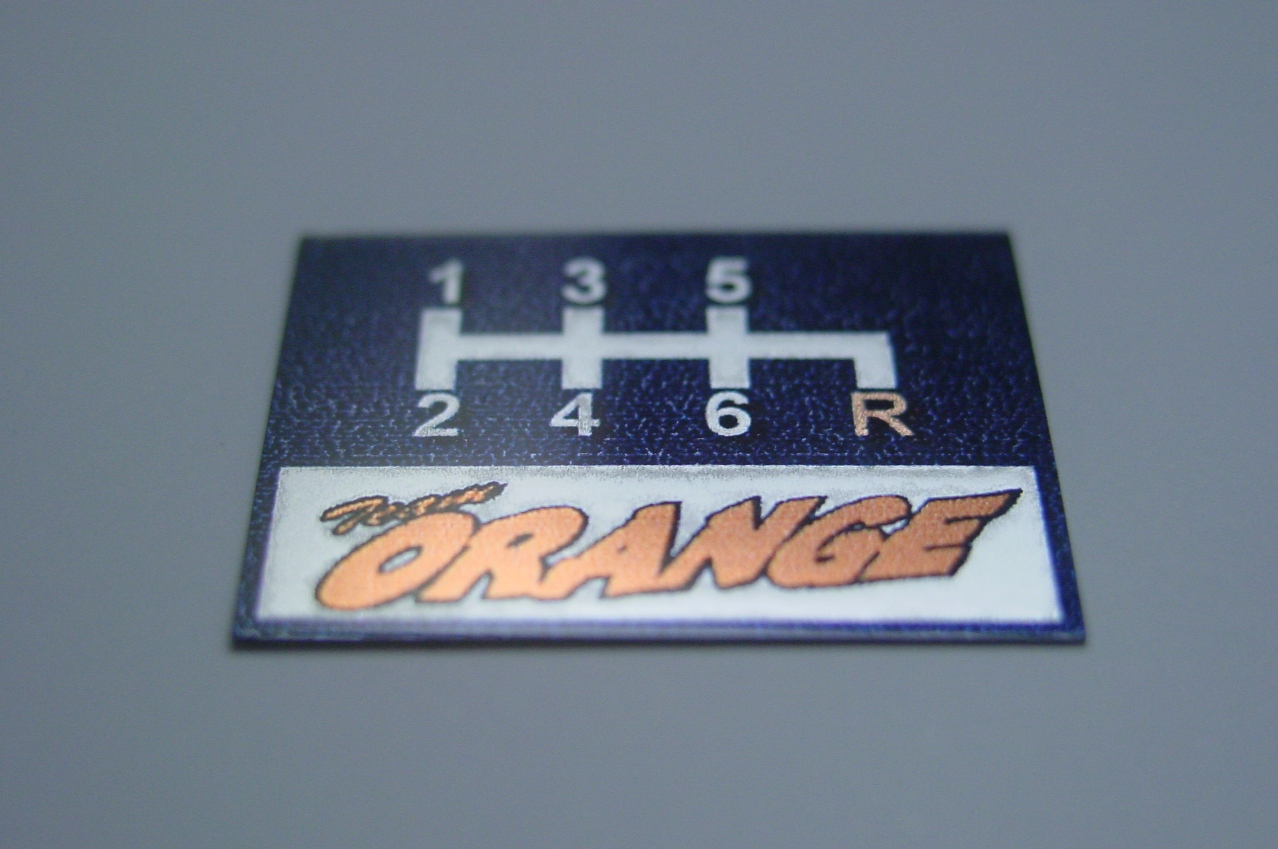 1 3 5
2 4 6 R
Team
ORANGE